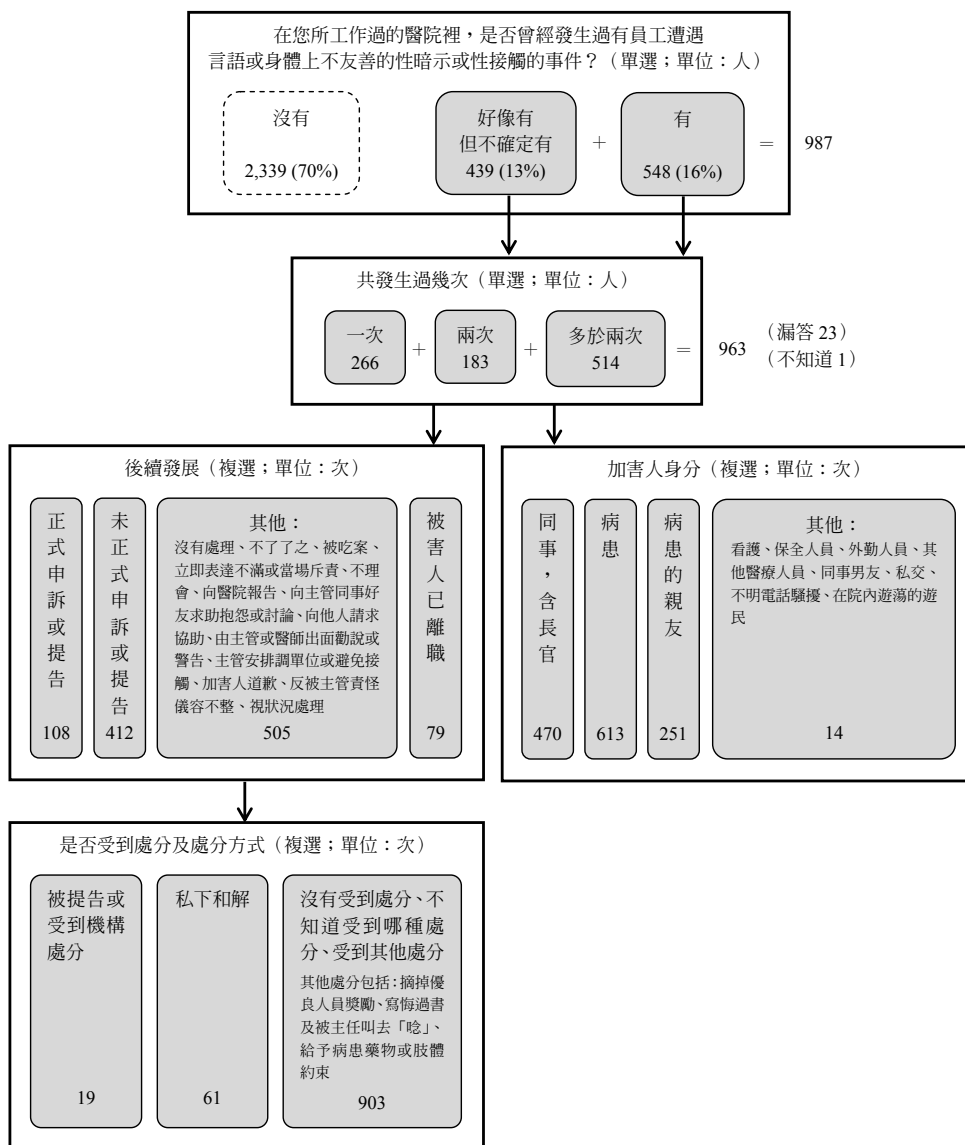 在您所工作過的醫院裡，是否曾經發生過有員工遭遇
言語或身體上不友善的性暗示或性接觸的事件？（單選；單位：人）
沒有
2,339 (70%)
好像有
但不確定有
439 (13%)
+
有
548 (16%)
=
987
共發生過幾次（單選；單位：人）
一次
266
+
兩次
183
+
多於兩次
514
=
963
（漏答 23）
（不知道 1）
後續發展（複選；單位：次）
正式申訴或提告
108
未正式申訴或提告
412
其他：
沒有處理、不了了之、被吃案、
立即表達不滿或當場斥責、不理
會、向醫院報告、向主管同事好
友求助抱怨或討論、向他人請求
協助、由主管或醫師出面勸說或
警告、主管安排調單位或避免接
觸、加害人道歉、反被主管責怪
儀容不整、視狀況處理
505
被害人已離職
79
加害人身分（複選；單位：次）
同事，含長官
470
病患
613
病患的親友
251
其他：
看護、保全人員、外勤人員、其
他醫療人員、同事男友、私交、
不明電話騷擾、在院內遊蕩的遊
民
14
是否受到處分及處分方式（複選；單位：次）
被提告或
受到機構
處分
19
私下和解
61
沒有受到處分、不
知道受到哪種處
分、受到其他處分
其他處分包括：摘掉優
良人員獎勵、寫悔過書
及被主任叫去「唸」、
給予病患藥物或肢體
約束
903